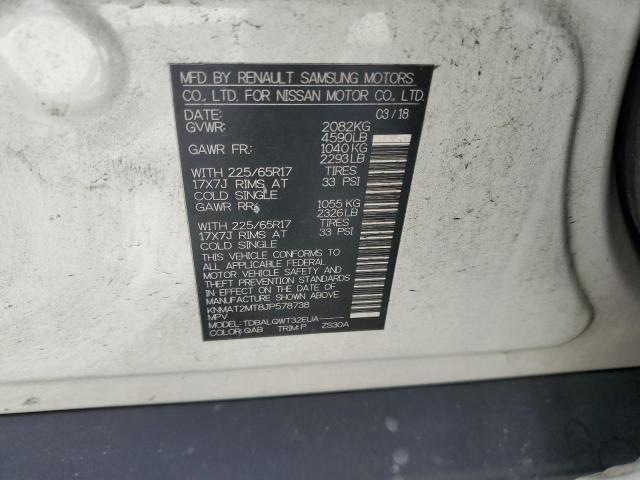 MFD BY RENAULT SAMSUNG MOTORS
CO., LTD. FOR NISSAN MOTOR CO., LTD.
DATE: 03/18
GVWR: 2082KG
4590LB
GAWR FR: 1040 KG
2293LB
WITH 225/65R17 TIRES
17X7J RIMS AT 33 PSI
COLD SINGLE
GAWR RR: 1055 KG
2326LB
WITH 225/65R17 TIRES
17X7J RIMS AT 33 PSI
COLD SINGLE
THIS VEHICLE CONFORMS TO
ALL APPLICABLE FEDERAL
MOTOR VEHICLE SAFETY AND
THEFT PREVENTION STANDARDS
IN EFFECT ON THE DATE OF
MANUFACTURE SHOWN ABOVE.
KNMAT2MT8JP578738
MPV
MODEL: TDBALQWT32EUA-----
COLOR: QAB TRIM: P ZS30A